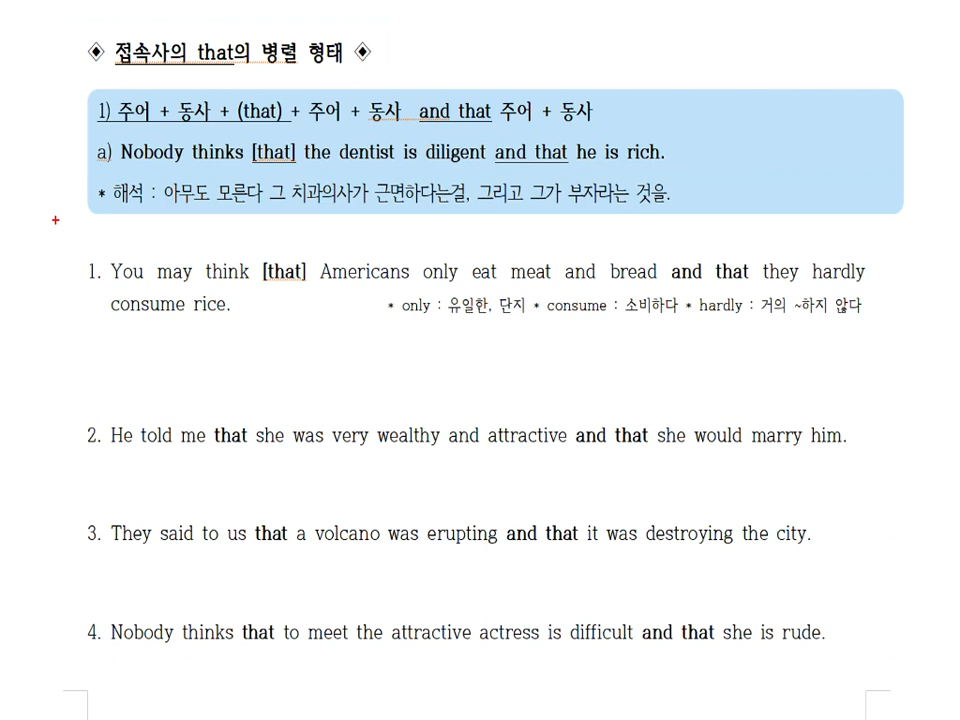 ◈ 접속사의 that의 병렬 형태 ◈
1) 주어 + 동사 + (that) + 주어 + 동사 and that 주어 + 동사
a) Nobody thinks [that] the dentist is diligent and that he is rich.
* 해석 : 아무도 모른다 그 치과의사가 근면하다는걸, 그리고 그가 부자라는 것을.
1. You may think [that] Americans only eat meat and bread and that they hardly
consume rice. * only : 유일한, 단지 * consume : 소비하다 * hardly : 거의 ~하지 않다
2. He told me that she was very wealthy and attractive and that she would marry him.
3. They said to us that a volcano was erupting and that it was destroying the city.
4. Nobody thinks that to meet the attractive actress is difficult and that she is rude.